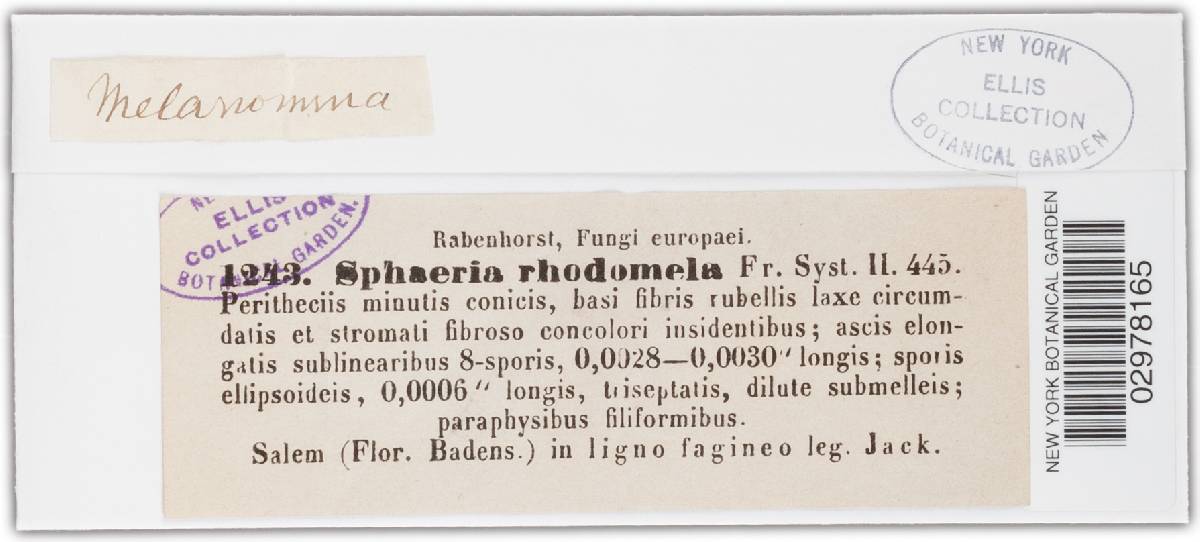 Melanomma
NEW YORK
ELLIS
COLLECTION
BOTANICAL GARDEN
NE
ELLIS
COLLECTION
BOTANICAL GARDEN.
Rabenhorst, Fungi europaei.
1243. Sphaeria rhodomela Fr. Syst. II. 445.
Peritheciis minutis conicis, basi fibris rubellis laxe circum-
datis et stromati fibroso concolori insidentibus; ascis elon-
gatis sublinearibus 8-sporis, 0,0028—0,0030″ longis; sporis
ellipsoideis, 0,0006 ″ longis, triseptatis, dilute submelleis;
paraphysibus filiformibus.
Salem (Flor. Badens.) in ligno fagineo leg. Jack.
NEW YORK BOTANICAL GARDEN
02978165